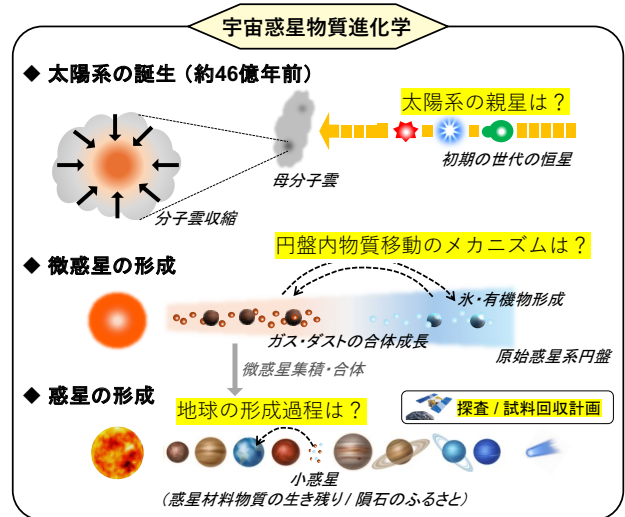 宇宙惑星物質進化学
◆ 太陽系の誕生（約46億年前）
太陽系の親星は？
初期の世代の恒星
母分子雲
分子雲収縮
円盤内物質移動のメカニズムは？
◆ 微惑星の形成
氷・有機物形成
ガス・ダストの合体成長
原始惑星系円盤
微惑星集積・合体
◆ 惑星の形成
地球の形成過程は？
探査 / 試料回収計画
小惑星
（惑星材料物質の生き残り / 隕石のふるさと）